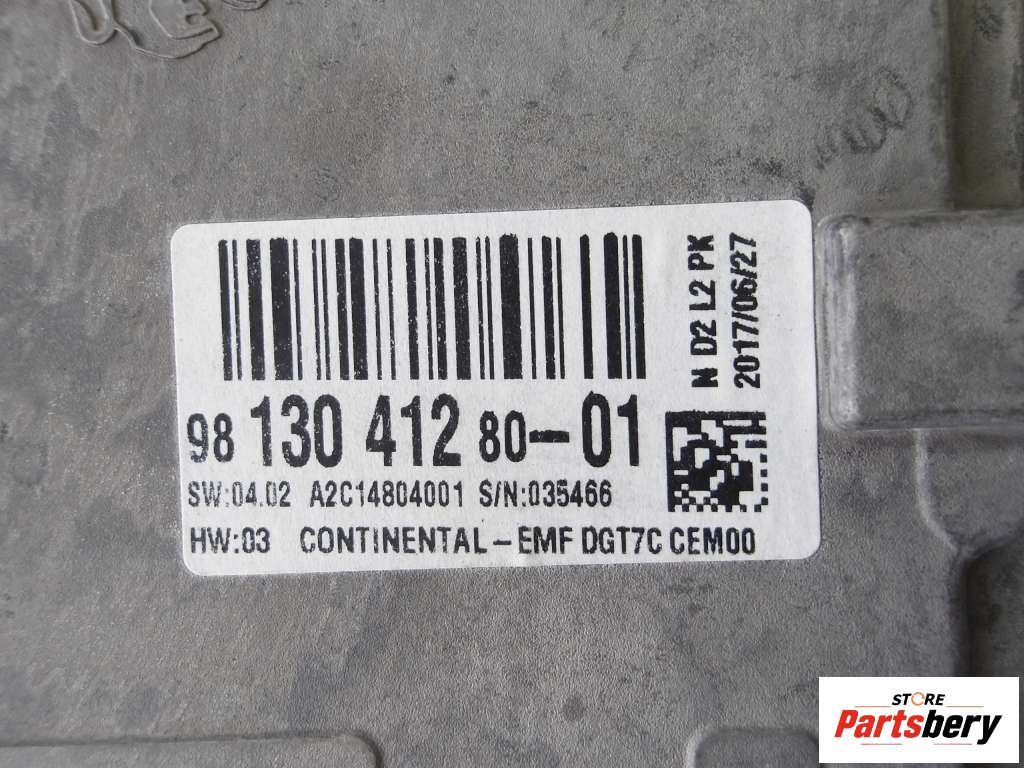 98 130 412 80-01
SW:04.02 A2C14804001 S/N:035466
HW:03 CONTINENTAL-EMF DGT7C CEM00
N D2 L2 PK
2017/06/27
STORE
Partsbery